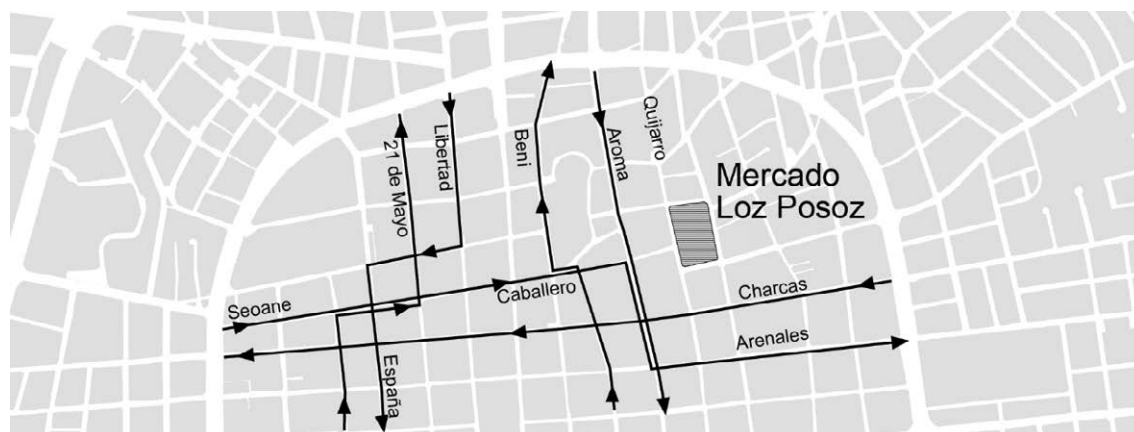 Quijarro
Libertad
21 de Mayo
Beni
Aroma
Mercado
Loz Posoz
Seoane
Caballero
Charcas
Arenales
España